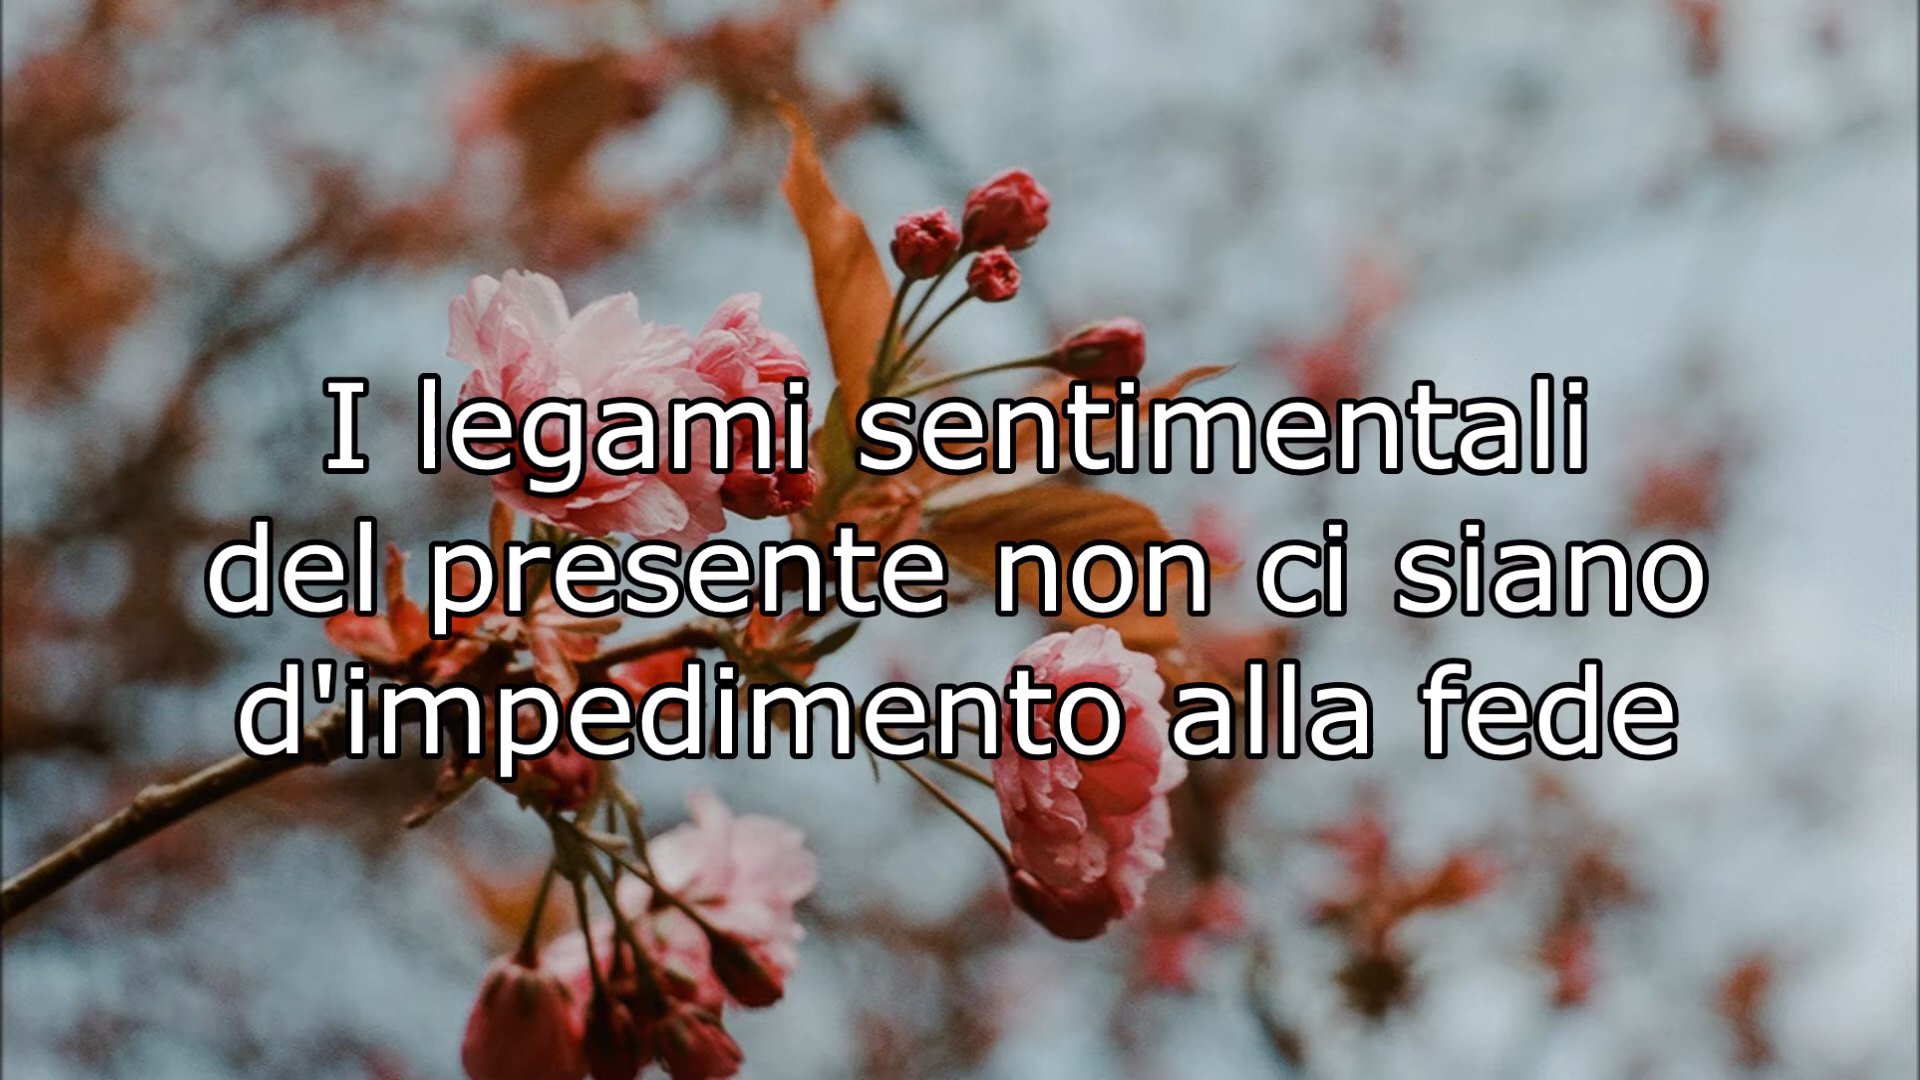 I legami sentimentali
del presente non ci siano
d'impedimento alla fede